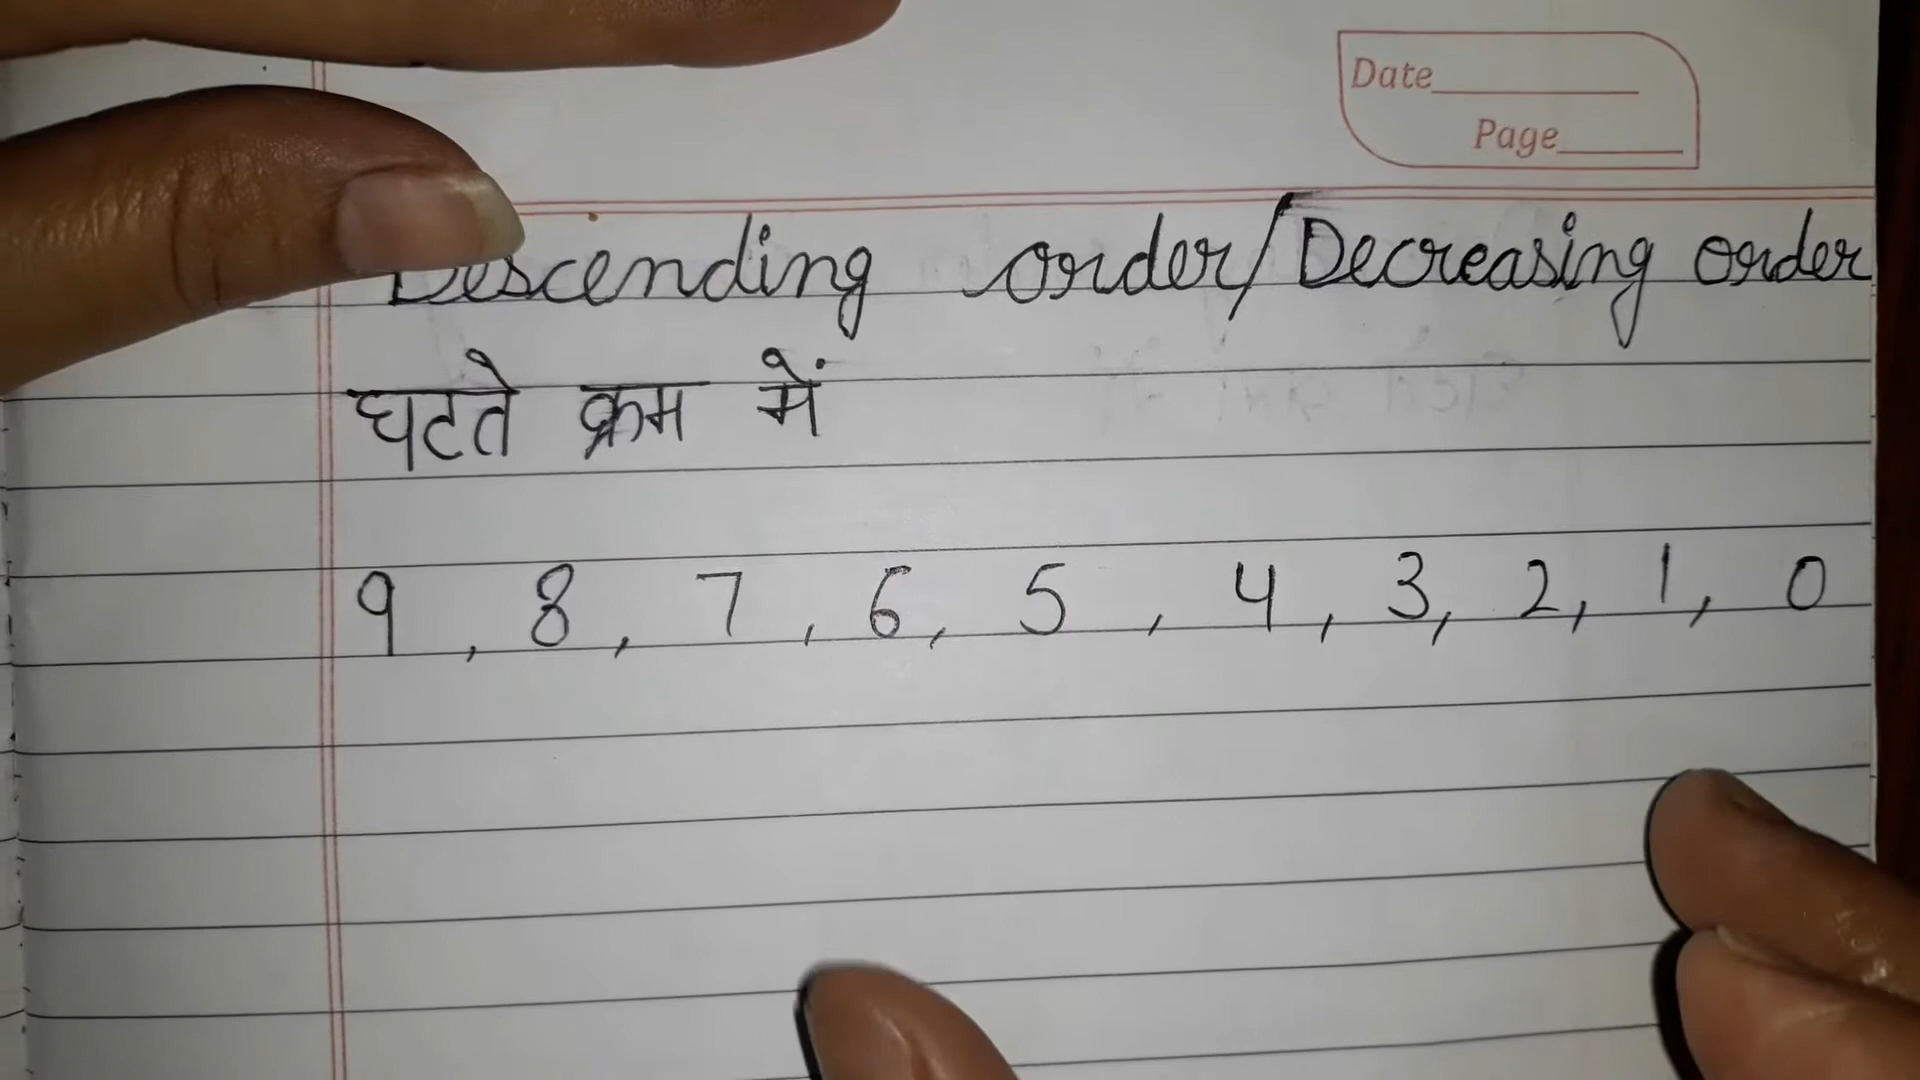 Date
Page
Descending order/Decreasing order
घटते क्रम में
9, 8, 7, 6, 5, 4, 3, 2, 1, 0